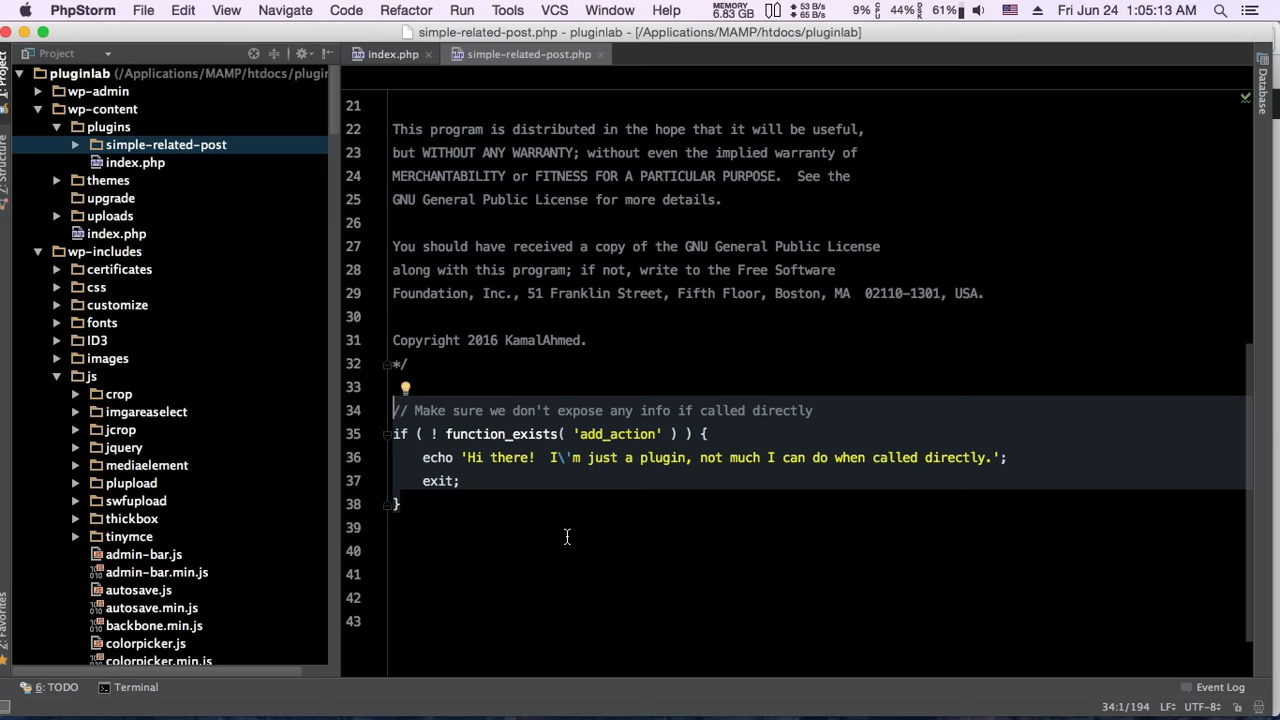 PhpStorm File Edit View Navigate Code Refactor Run Tools VCS Window Help MEMORY 6.83 GB 53 B/s 65 B/s 9% 44% 61% Fri Jun 24 1:05:13 AM
simple-related-post.php - pluginlab - [/Applications/MAMP/htdocs/pluginlab]
Project
index.php
simple-related-post.php
1: Project
Z: Structure
2: Favorites
Database
pluginlab (/Applications/MAMP/htdocs/plugin
wp-admin
wp-content
plugins
simple-related-post
index.php
themes
upgrade
uploads
index.php
wp-includes
certificates
css
customize
fonts
ID3
images
js
crop
imgareaselect
jcrop
jquery
mediaelement
plupload
swfupload
thickbox
tinymce
admin-bar.js
admin-bar.min.js
autosave.js
autosave.min.js
backbone.min.js
colorpicker.js
colorpicker.min.js
21
22 This program is distributed in the hope that it will be useful,
23 but WITHOUT ANY WARRANTY; without even the implied warranty of
24 MERCHANTABILITY or FITNESS FOR A PARTICULAR PURPOSE.  See the
25 GNU General Public License for more details.
26
27 You should have received a copy of the GNU General Public License
28 along with this program; if not, write to the Free Software
29 Foundation, Inc., 51 Franklin Street, Fifth Floor, Boston, MA  02110-1301, USA.
30
31 Copyright 2016 KamalAhmed.
32 */
33
34 // Make sure we don't expose any info if called directly
35 if ( ! function_exists( 'add_action' ) ) {
36 echo 'Hi there!  I\'m just a plugin, not much I can do when called directly.';
37 exit;
38 }
39
40
41
42
43
6: TODO
Terminal
Event Log
34:1/194 LF UTF-8